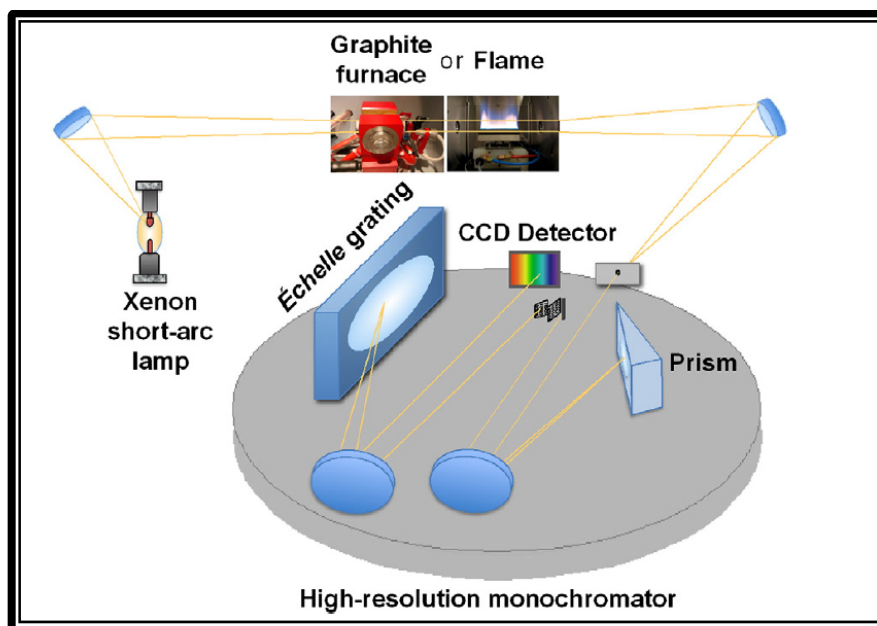 Graphite or Flame
furnace
Échelle grating
CCD Detector
Xenon
short-arc
lamp
Prism
High-resolution monochromator